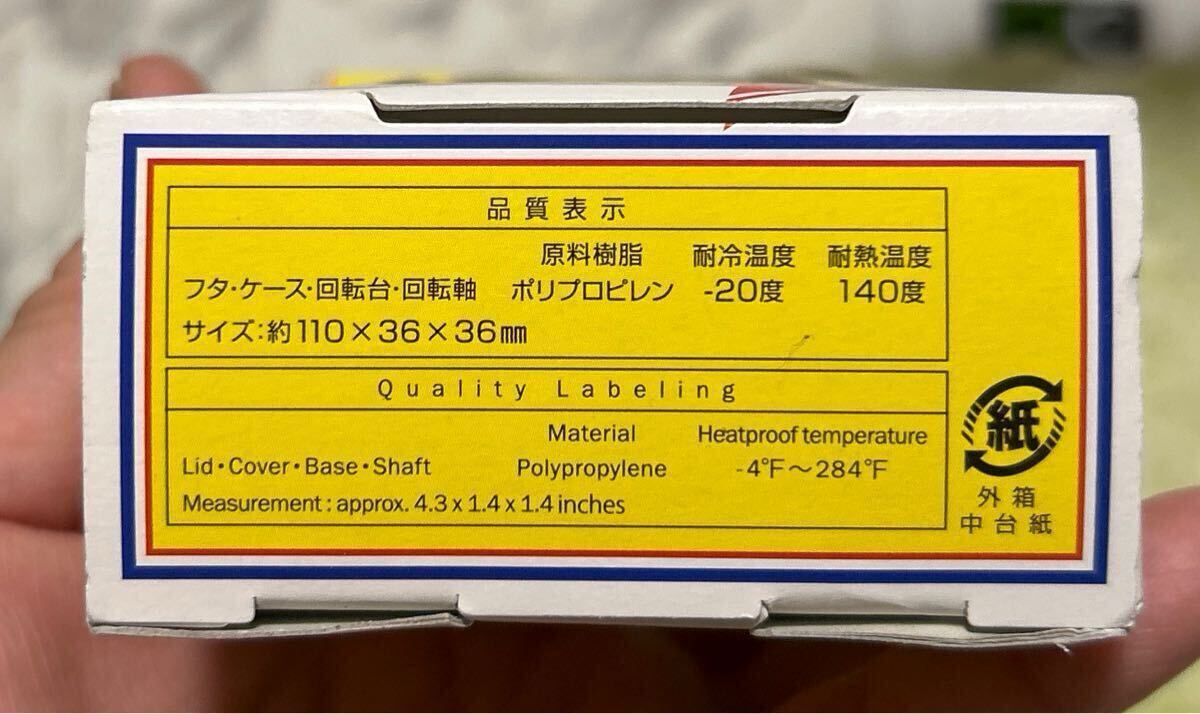 品質表示
原料樹脂 耐冷温度 耐熱温度
フタ・ケース・回転台・回転軸 ポリプロピレン -20度 140度
サイズ:約110×36×36㎜
Quality Labeling
Material Heatproof temperature
Lid・Cover・Base・Shaft Polypropylene -4℉～284℉
Measurement : approx. 4.3 x 1.4 x 1.4 inches
紙
外箱
中台紙